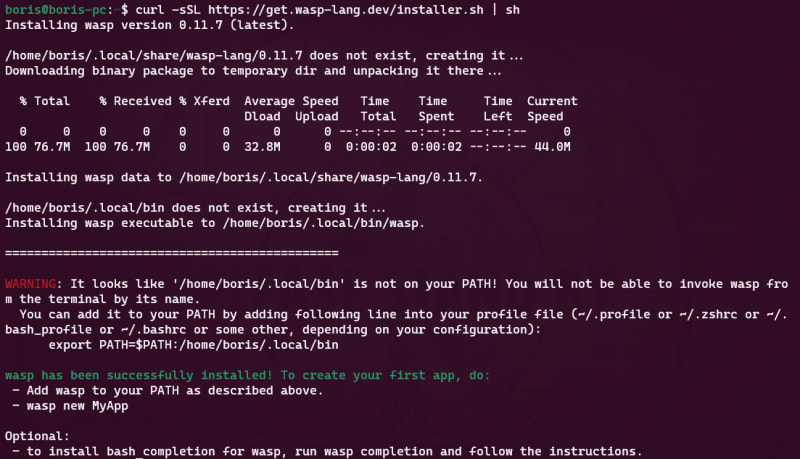 boris@boris-pc:~$ curl -sSL https://get.wasp-lang.dev/installer.sh | sh
Installing wasp version 0.11.7 (latest).
/home/boris/.local/share/wasp-lang/0.11.7 does not exist, creating it...
Downloading binary package to temporary dir and unpacking it there...
% Total % Received % Xferd Average Speed Time Time Time Current
Dload Upload Total Spent Left Speed
0 0 0 0 0 0 0 0 --:--:-- --:--:-- --:--:-- 0
100 76.7M 100 76.7M 0 0 32.8M 0 0:00:02 0:00:02 --:--:-- 44.0M
Installing wasp data to /home/boris/.local/share/wasp-lang/0.11.7.
/home/boris/.local/bin does not exist, creating it...
Installing wasp executable to /home/boris/.local/bin/wasp.
==============================================
WARNING: It looks like '/home/boris/.local/bin' is not on your PATH! You will not be able to invoke wasp fro
m the terminal by its name.
You can add it to your PATH by adding following line into your profile file (~/.profile or ~/.zshrc or ~/.
bash_profile or ~/.bashrc or some other, depending on your configuration):
export PATH=$PATH:/home/boris/.local/bin
wasp has been successfully installed! To create your first app, do:
- Add wasp to your PATH as described above.
- wasp new MyApp
Optional:
- to install bash_completion for wasp, run wasp completion and follow the instructions.